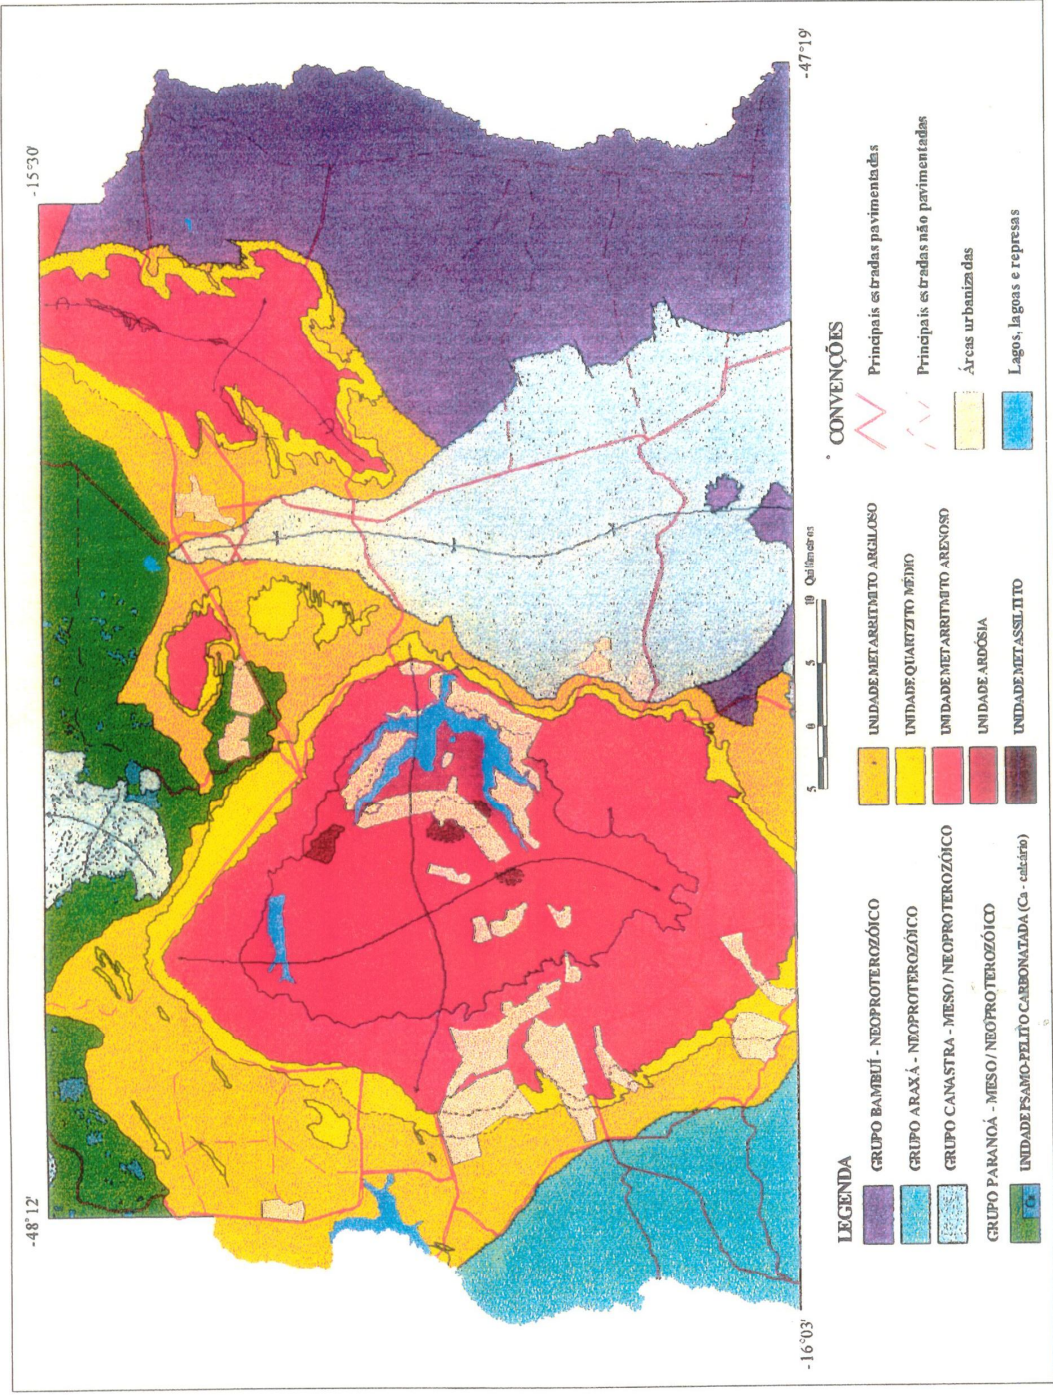 -48°12'
-15°30'
-47°19'
-16°03'
5 0 5 10 Quilômetros
LEGENDA
GRUPO BAMBUÍ - NEOPROTEROZÓICO
GRUPO ARAXÁ - NEOPROTEROZÓICO
GRUPO CANASTRA - MESO / NEOPROTEROZÓICO
GRUPO PARANOÁ - MESO / NEOPROTEROZÓICO
Ca
UNIDADE PSAMO-PELITO CARBONATADA (Ca - calcário)
UNIDADE METARRITMITO ARGILOSO
UNIDADE QUARTZITO MÉDIO
UNIDADE METARRITMITO ARENOSO
UNIDADE ARDÓSIA
UNIDADE METASSILTITO
CONVENÇÕES
Principais estradas pavimentadas
Principais estradas não pavimentadas
Áreas urbanizadas
Lagos, lagoas e represas